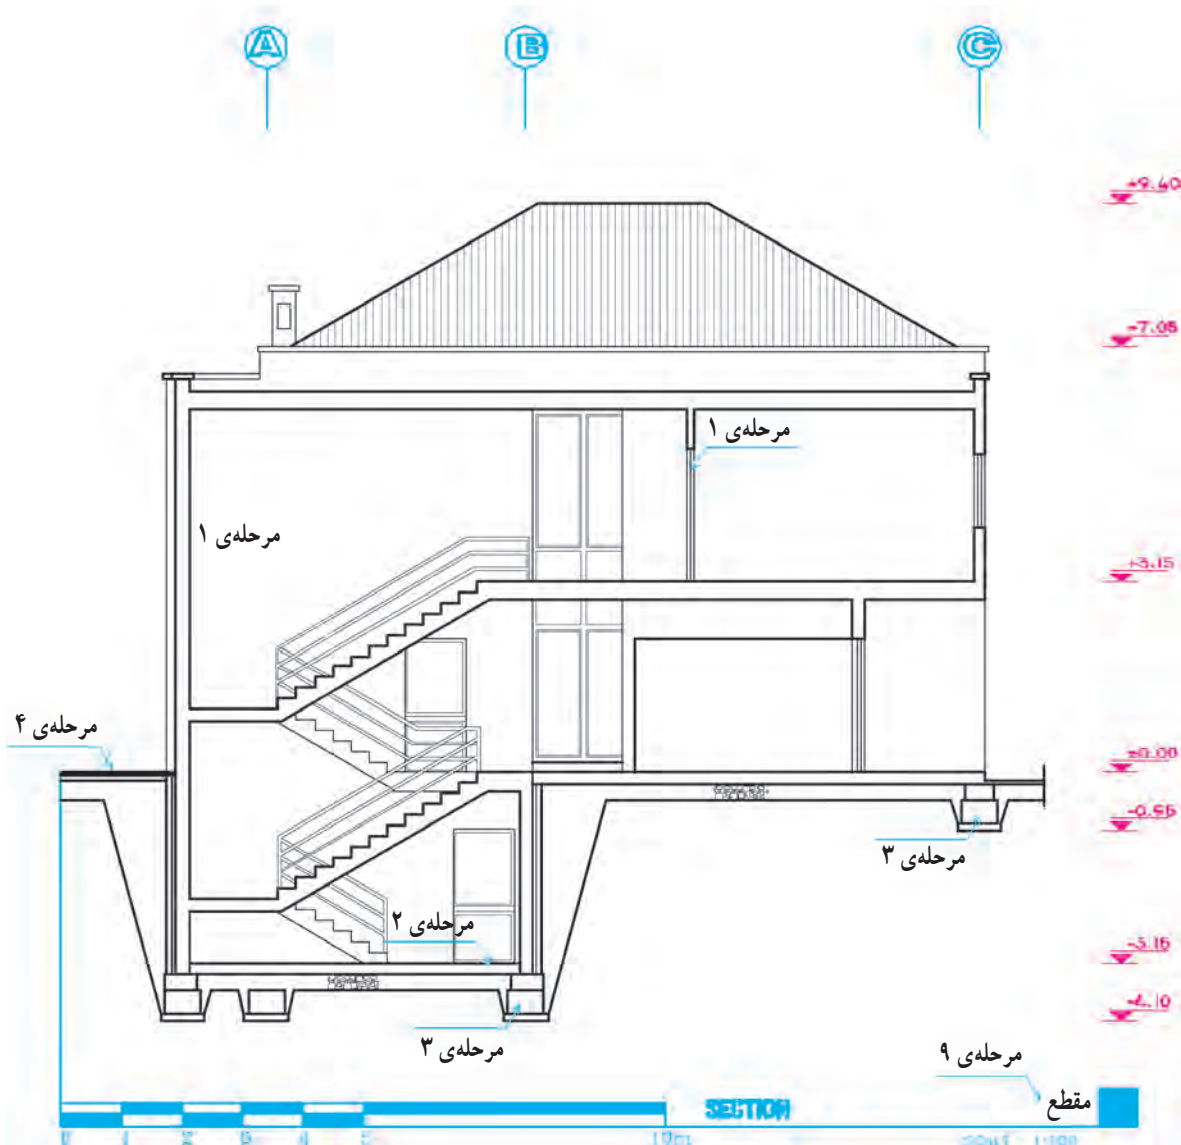 A B C
+9.40
-7.05
مرحله‌ی ۱
مرحله‌ی ۱
+3.15
مرحله‌ی ۴
±0.00
-0.55
مرحله‌ی ۳
مرحله‌ی ۲
-3.15
-4.10
مرحله‌ی ۳
مرحله‌ی ۹
SECTION
مقطع
0 1 2 3 4 5 10m